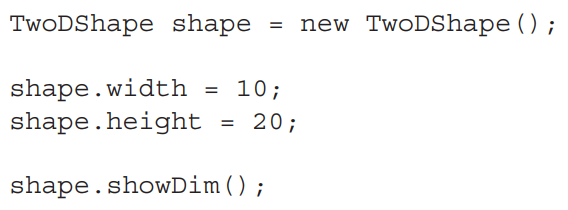 TwoDShape shape = new TwoDShape();
shape.width = 10;
shape.height = 20;
shape.showDim();